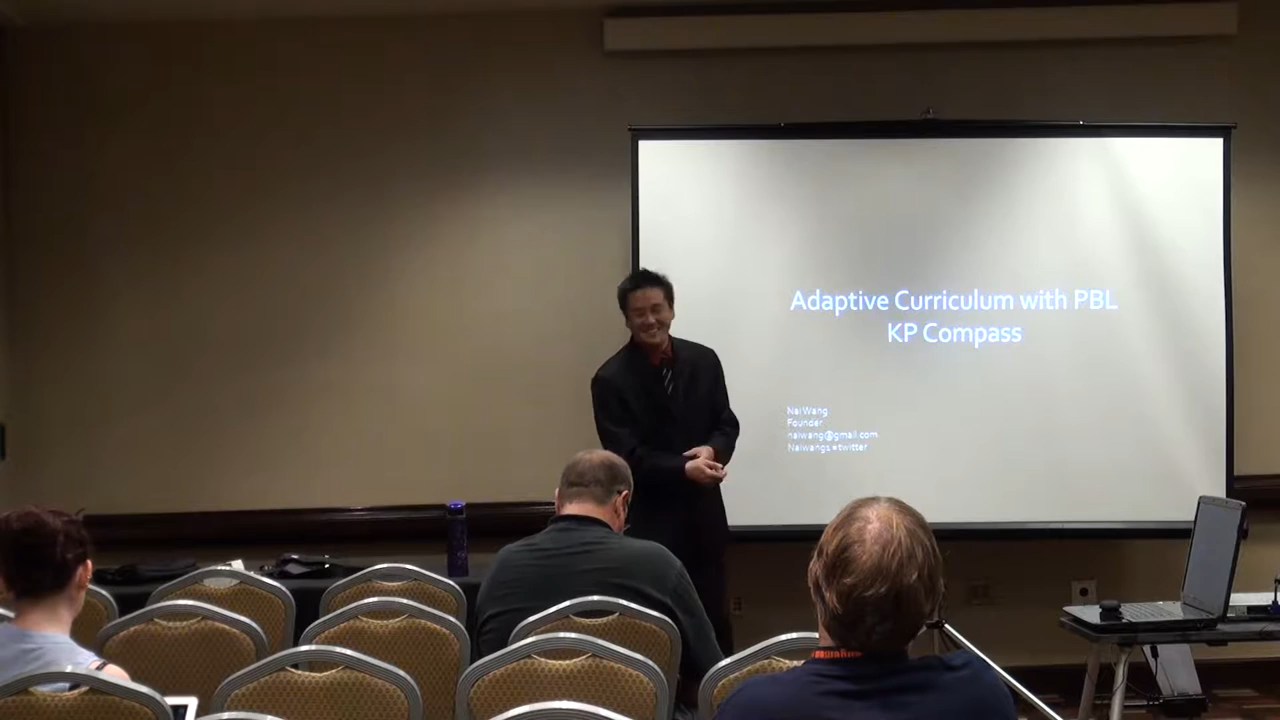 Adaptive Curriculum with PBL
KP Compass
Nai Wang
Founder
naiwang@gmail.com